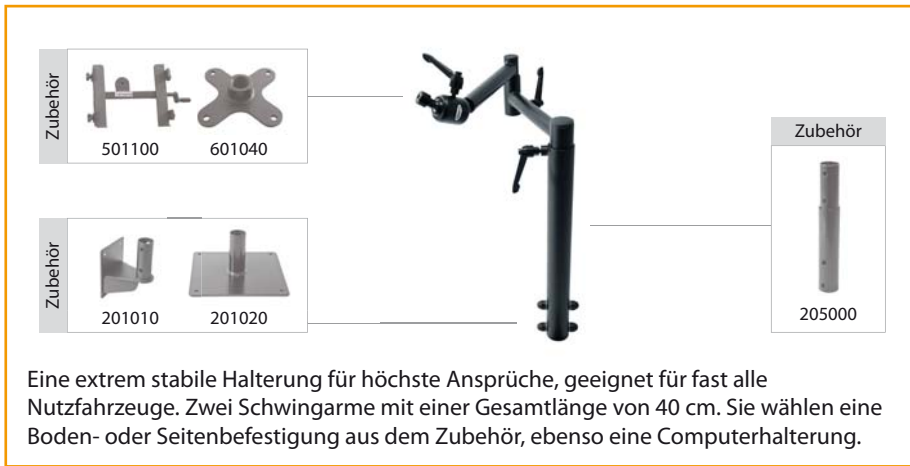 Zubehör
501100 601040
Zubehör
201010 201020
Zubehör
205000
Eine extrem stabile Halterung für höchste Ansprüche, geeignet für fast alle
Nutzfahrzeuge. Zwei Schwingarme mit einer Gesamtlänge von 40 cm. Sie wählen eine
Boden- oder Seitenbefestigung aus dem Zubehör, ebenso eine Computerhalterung.